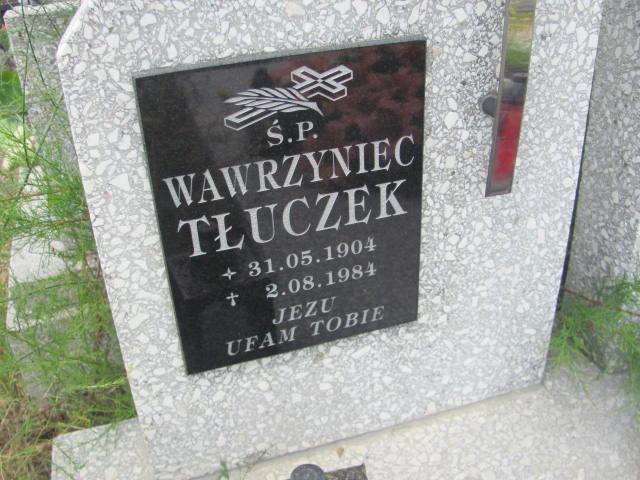 Ś.P.
WAWRZYNIEC
TŁUCZEK
✧ 31.05.1904
✝ 2.08.1984
JEZU
UFAM TOBIE